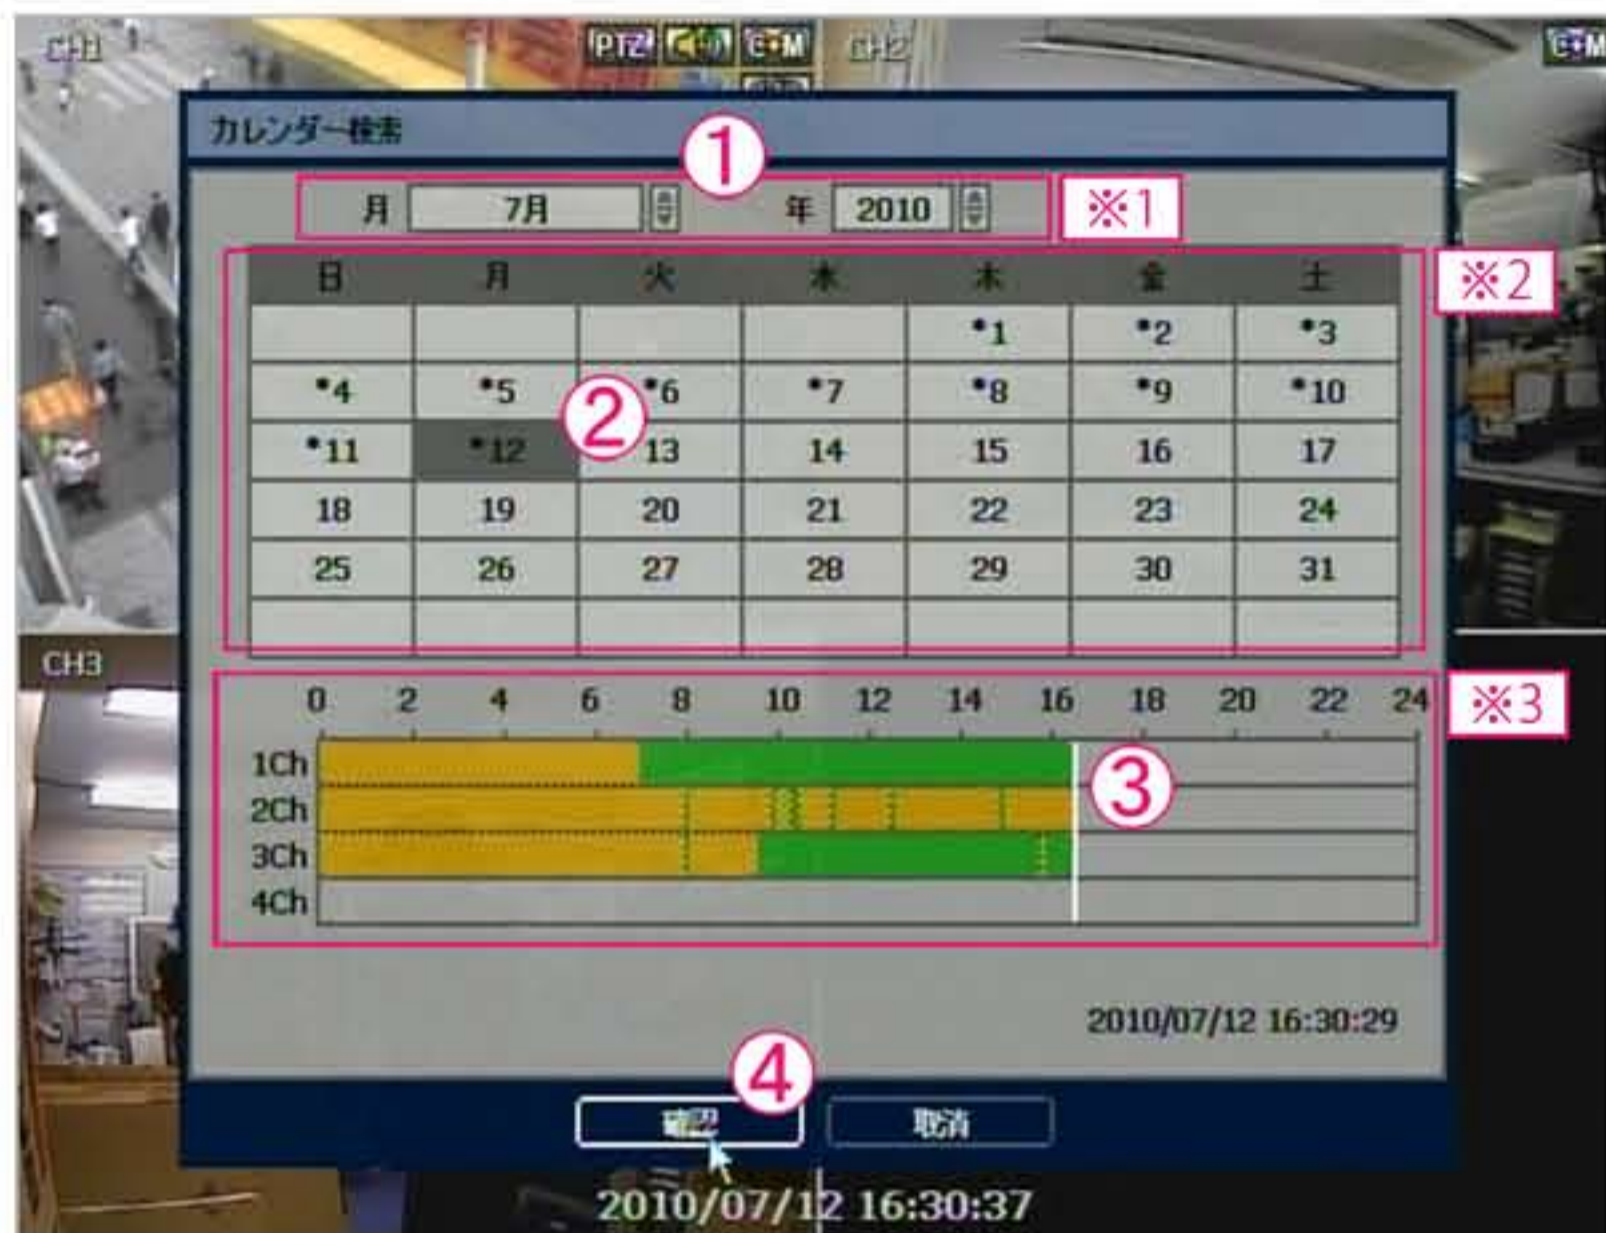 CH1 PTZ COM CH2 COM
カレンダー検索
①
月 7月 年 2010 ※1
※2
日 月 火 水 木 金 土
•1 •2 •3
•4 •5 •6 •7 •8 •9 •10
②
•11 •12 13 14 15 16 17
18 19 20 21 22 23 24
25 26 27 28 29 30 31
CH3
0 2 4 6 8 10 12 14 16 18 20 22 24
※3
1Ch
③
2Ch
3Ch
4Ch
2010/07/12 16:30:29
④
確認 取消
2010/07/12 16:30:37